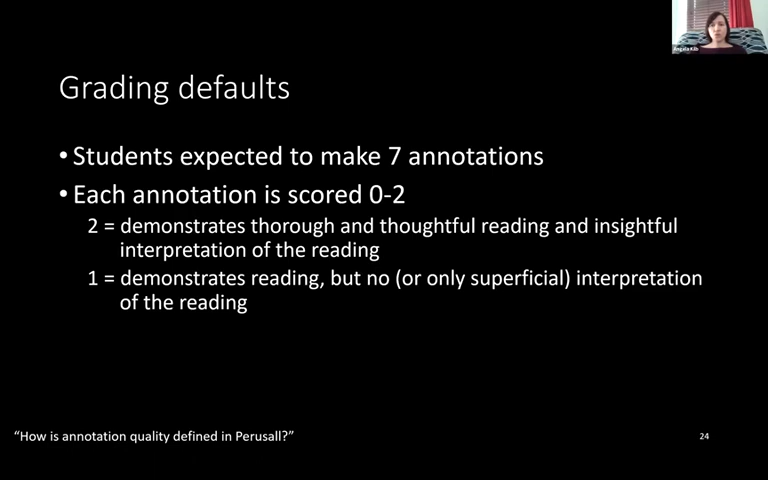 Angela Kilb
Grading defaults
• Students expected to make 7 annotations
• Each annotation is scored 0-2
2 = demonstrates thorough and thoughtful reading and insightful
interpretation of the reading
1 = demonstrates reading, but no (or only superficial) interpretation
of the reading
“How is annotation quality defined in Perusall?”
24